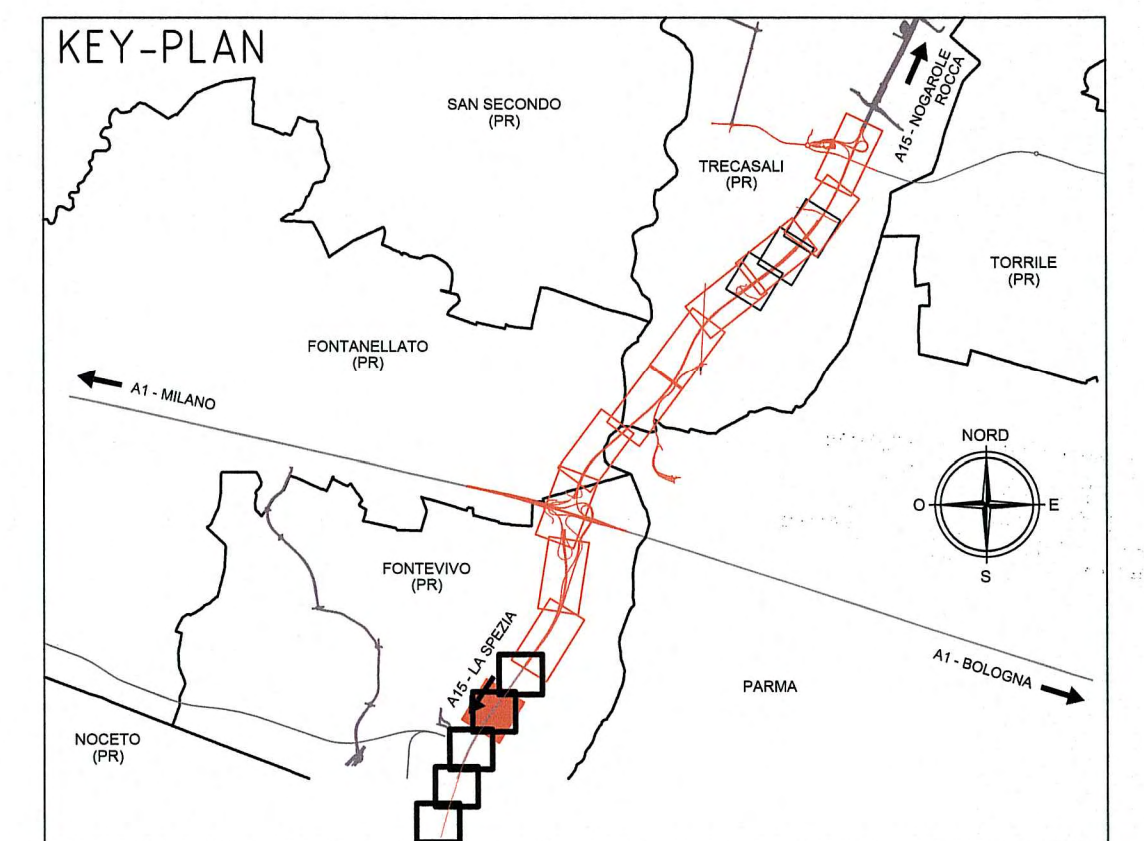 KEY-PLAN
SAN SECONDO
(PR)
A15 - NOGAROLE
ROCCA
TRECASALI
(PR)
TORRILE
(PR)
FONTANELLATO
(PR)
A1 - MILANO
NORD
O
E
S
FONTEVIVO
(PR)
A15 - LA SPEZIA
A1 - BOLOGNA
PARMA
NOCETO
(PR)